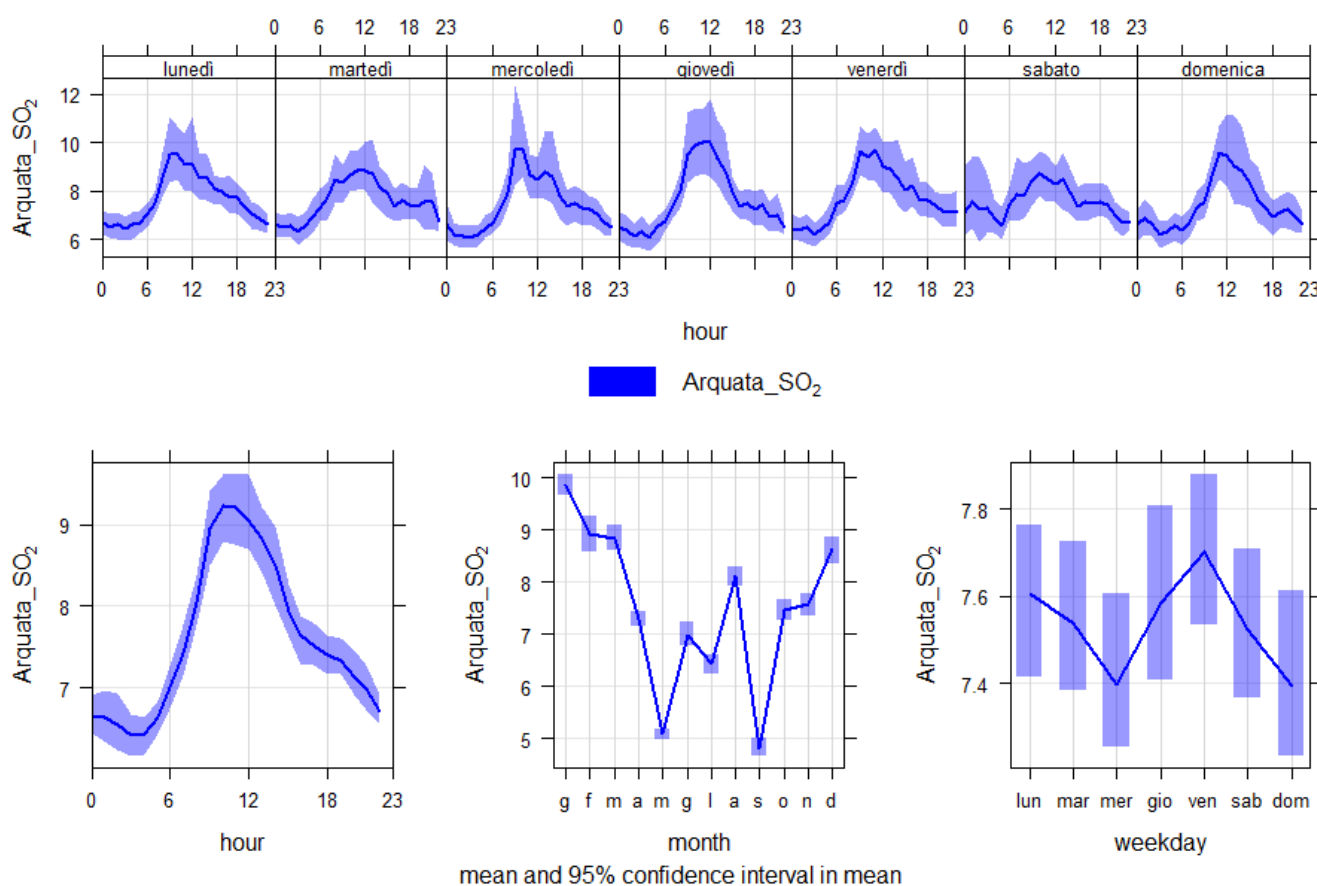 0 6 12 18 23 0 6 12 18 23 0 6 12 18 23
lunedì martedì mercoledì giovedì venerdì sabato domenica
Arquata_SO₂
12
10
8
6
0 6 12 18 23 0 6 12 18 23 0 6 12 18 23 0 6 12 18 23
hour
Arquata_SO₂
Arquata_SO₂
9
8
7
0 6 12 18 23
hour
Arquata_SO₂
10
9
8
7
6
5
g f m a m g l a s o n d
month
Arquata_SO₂
7.8
7.6
7.4
lun mar mer gio ven sab dom
weekday
mean and 95% confidence interval in mean